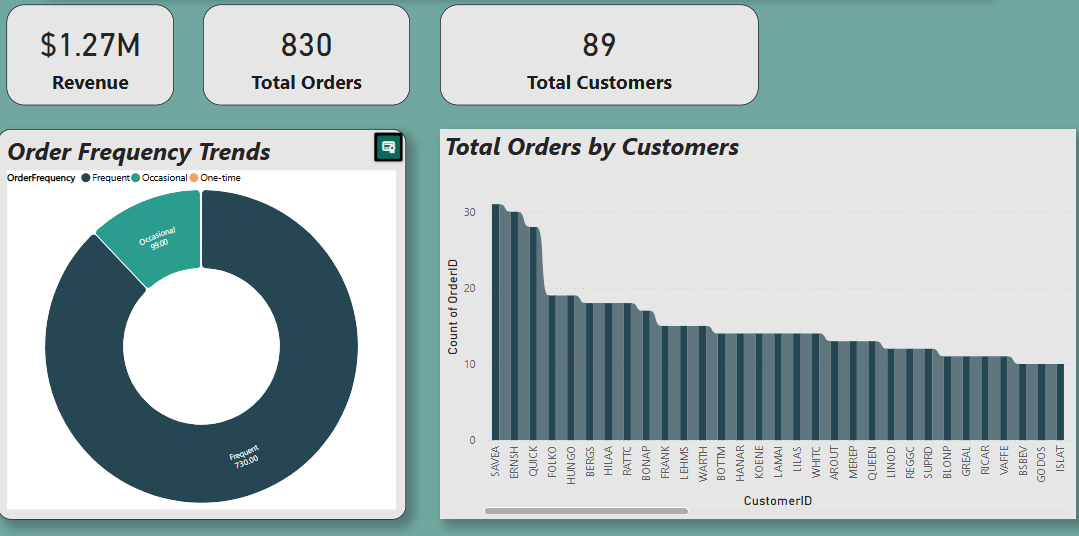 $1.27M
Revenue
830
Total Orders
89
Total Customers
Order Frequency Trends
OrderFrequency Frequent Occasional One-time
Occasional
99.00
Frequent
730.00
Total Orders by Customers
Count of OrderID
30
20
10
0
SAVEA
ERNSH
QUICK
FOLKO
HUNGO
BERGS
HILAA
RATTC
BONAP
FRANK
LEHMS
WARTH
BOTTM
HANAR
KOENE
LAMAI
LILAS
WHITC
AROUT
MEREP
QUEEN
LINOD
REGGC
SUPRD
BLONP
GREAL
RICAR
VAFFE
BSBEV
GODOS
ISLAT
CustomerID